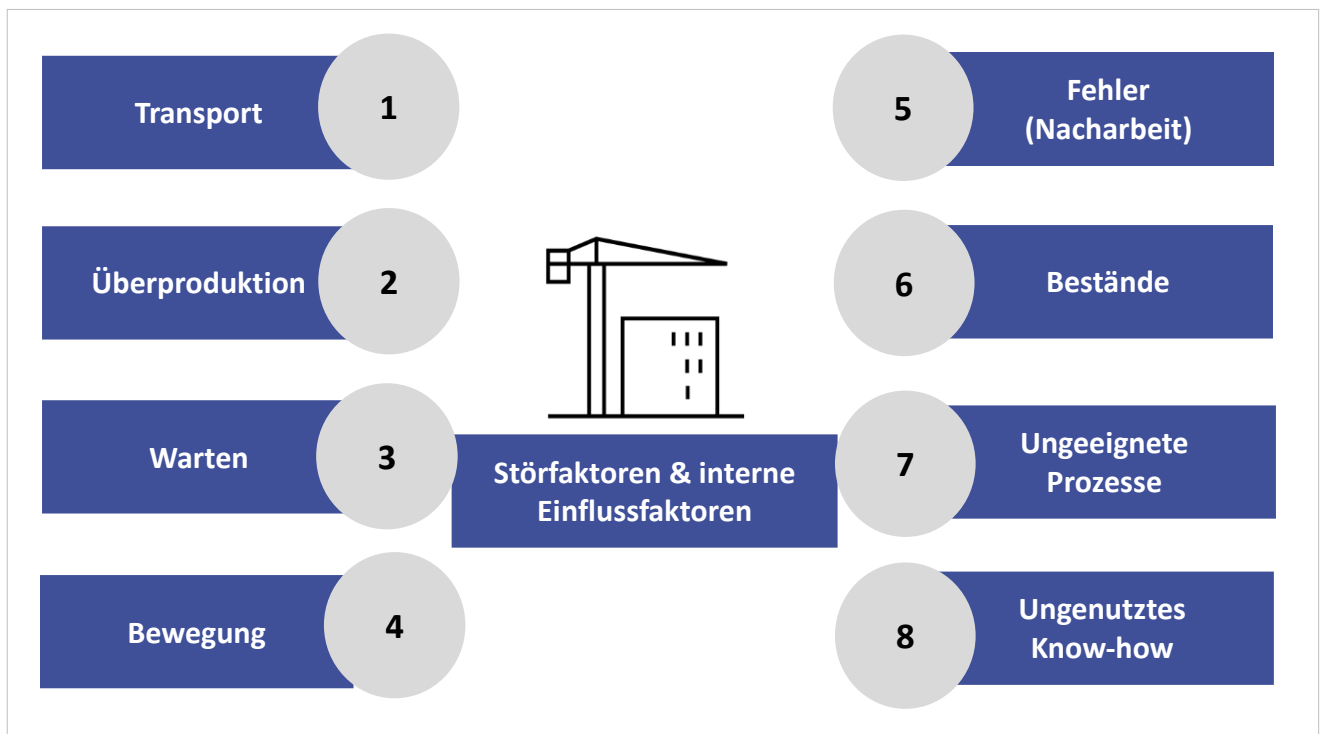 Transport
1
Überproduktion
2
Warten
3
Bewegung
4
Störfaktoren & interne
Einflussfaktoren
5
Fehler
(Nacharbeit)
6
Bestände
7
Ungeeignete
Prozesse
8
Ungenutztes
Know-how